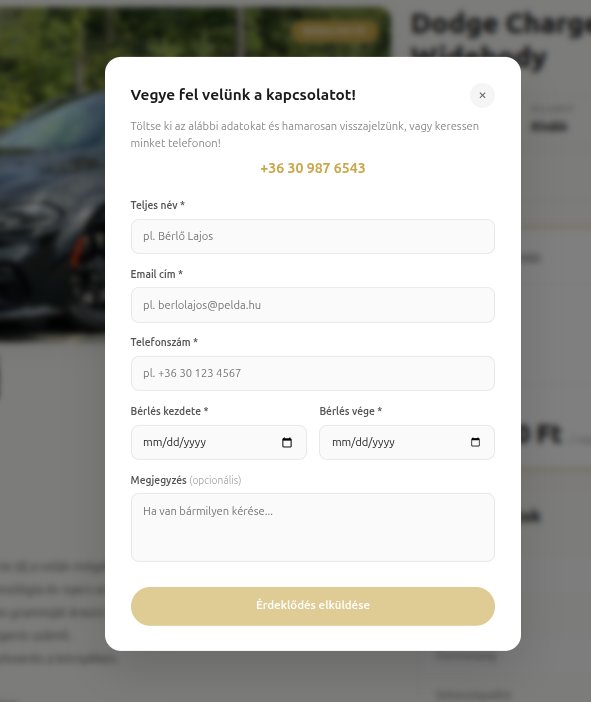 Dodge Charge
Widebody
Vegye fel velünk a kapcsolatot!
×
Töltse ki az alábbi adatokat és hamarosan visszajelzünk, vagy keressen
minket telefonon!
+36 30 987 6543
Teljes név *
pl. Bérlő Lajos
Email cím *
pl. berlolajos@pelda.hu
Telefonszám *
pl. +36 30 123 4567
Bérlés kezdete * Bérlés vége *
mm/dd/yyyy mm/dd/yyyy
Megjegyzés (opcionális)
Ha van bármilyen kérése...
0 Ft
Érdeklődés elküldése